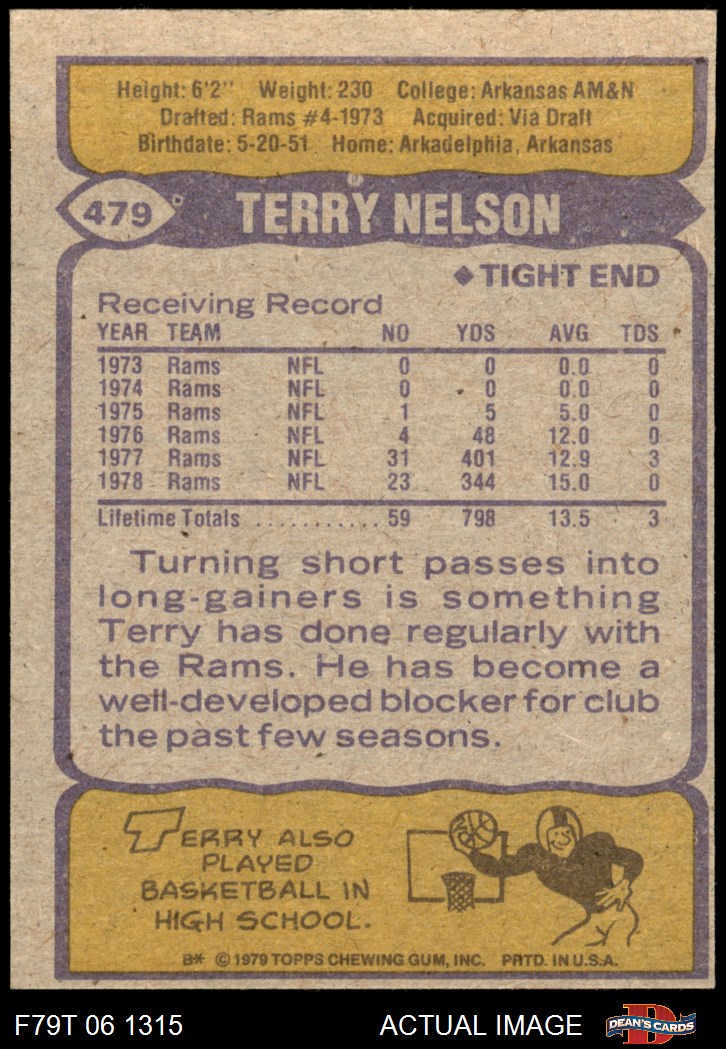 Height: 6'2" Weight: 230 College: Arkansas AM&N
Drafted: Rams #4-1973 Acquired: Via Draft
Birthdate: 5-20-51 Home: Arkadelphia, Arkansas
479 TERRY NELSON
◆ TIGHT END
Receiving Record
YEAR TEAM NO YDS AVG TDS
1973 Rams NFL 0 0 0.0 0
1974 Rams NFL 0 0 0.0 0
1975 Rams NFL 1 5 5.0 0
1976 Rams NFL 4 48 12.0 0
1977 Rams NFL 31 401 12.9 3
1978 Rams NFL 23 344 15.0 0
Lifetime Totals ........... 59 798 13.5 3
Turning short passes into
long-gainers is something
Terry has done regularly with
the Rams. He has become a
well-developed blocker for club
the past few seasons.
TERRY ALSO
PLAYED
BASKETBALL IN
HIGH SCHOOL.
B* © 1979 TOPPS CHEWING GUM, INC. PRTD. IN U.S.A.
F79T 06 1315 ACTUAL IMAGE D DEAN'S CARDS